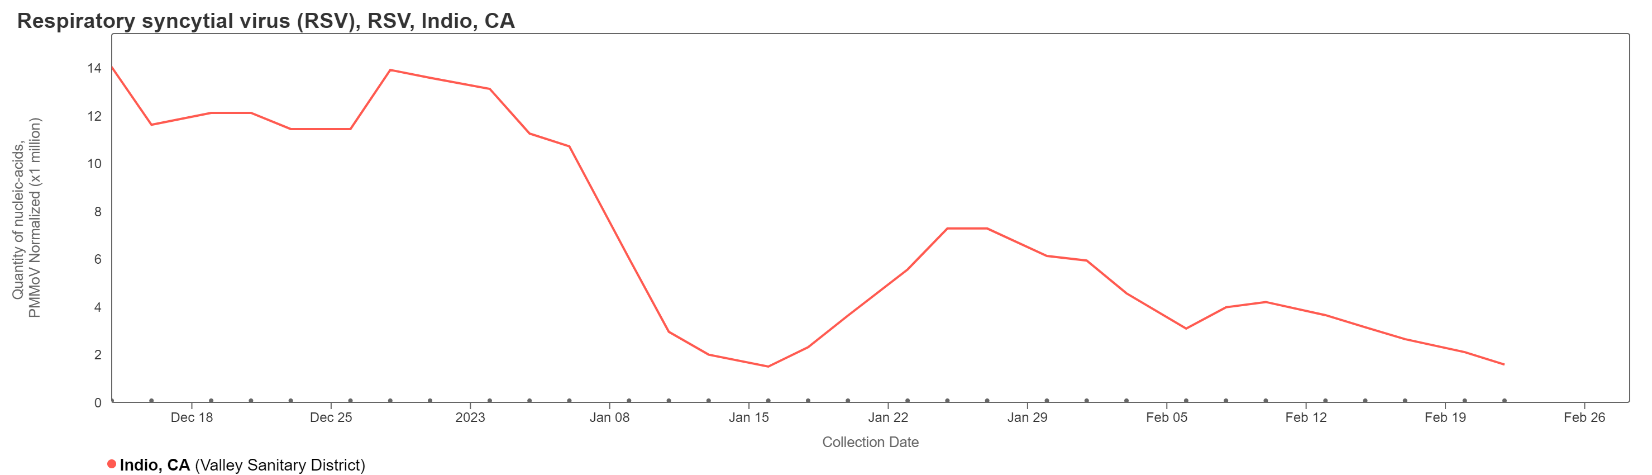 Respiratory syncytial virus (RSV), RSV, Indio, CA
Quantity of nucleic-acids,
PMMoV Normalized (x1 million)
14
12
10
8
6
4
2
0
Dec 18
Dec 25
2023
Jan 08
Jan 15
Jan 22
Jan 29
Feb 05
Feb 12
Feb 19
Feb 26
Collection Date
Indio, CA (Valley Sanitary District)